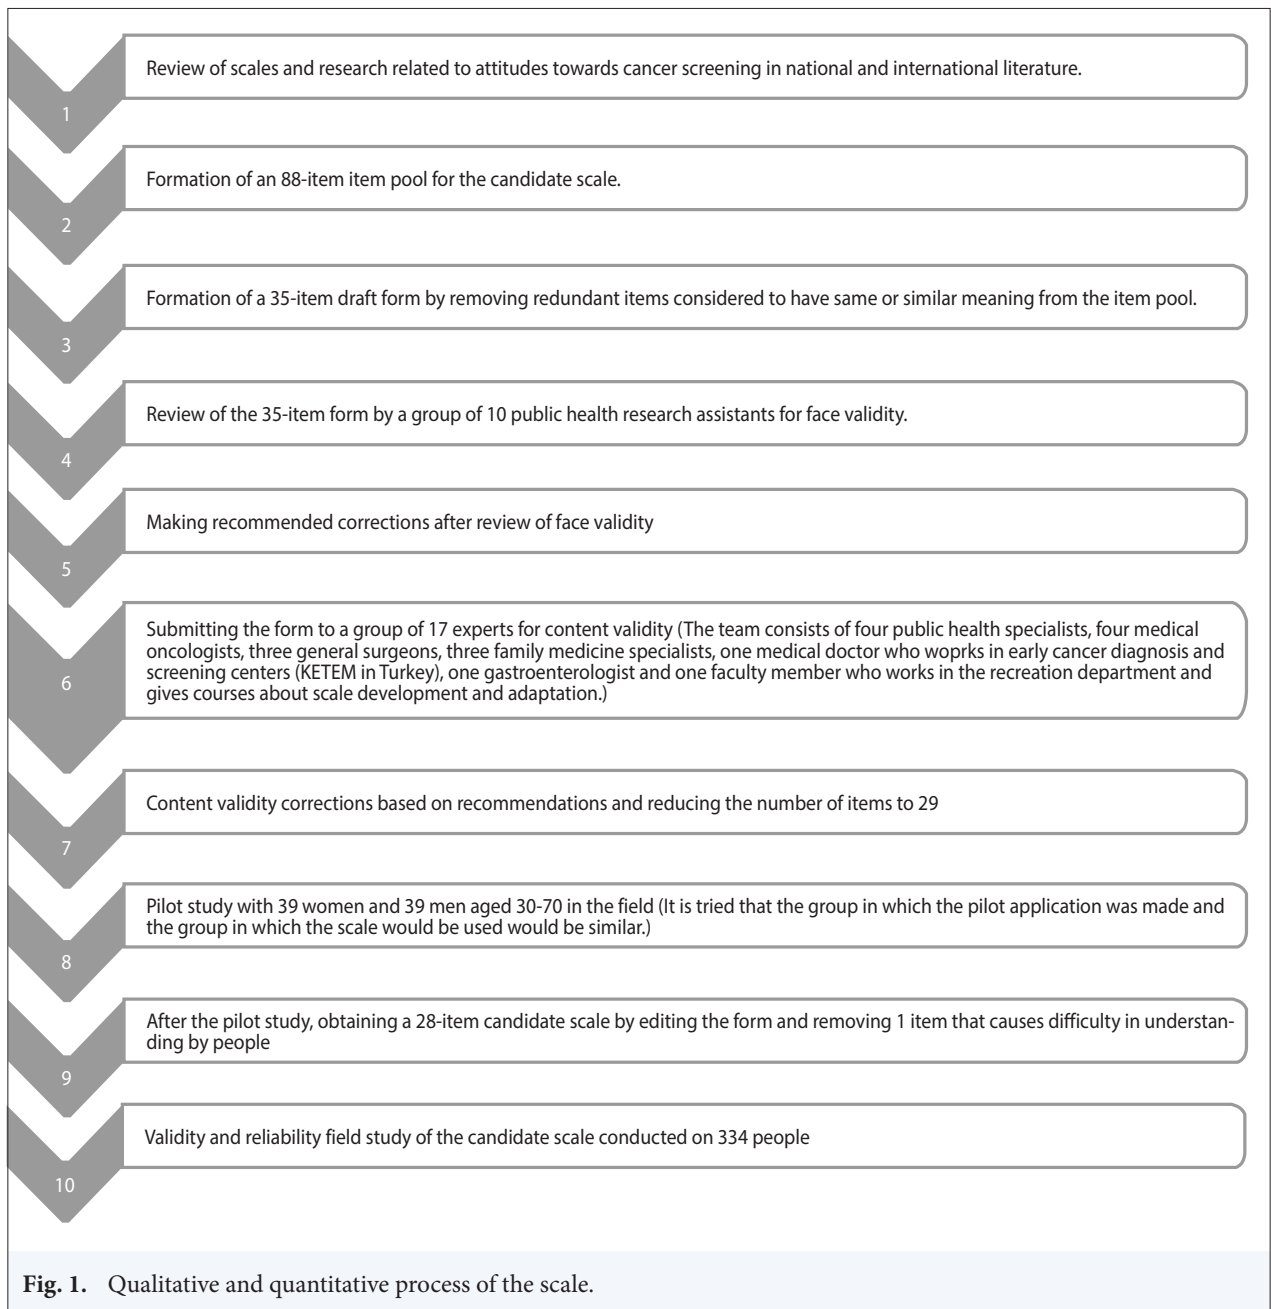 Review of scales and research related to attitudes towards cancer screening in national and international literature.
1
Formation of an 88-item item pool for the candidate scale.
2
Formation of a 35-item draft form by removing redundant items considered to have same or similar meaning from the item pool.
3
Review of the 35-item form by a group of 10 public health research assistants for face validity.
4
Making recommended corrections after review of face validity
5
Submitting the form to a group of 17 experts for content validity (The team consists of four public health specialists, four medical
oncologists, three general surgeons, three family medicine specialists, one medical doctor who woprks in early cancer diagnosis and
screening centers (KETEM in Turkey), one gastroenterologist and one faculty member who works in the recreation department and
gives courses about scale development and adaptation.)
6
Content validity corrections based on recommendations and reducing the number of items to 29
7
Pilot study with 39 women and 39 men aged 30-70 in the field (It is tried that the group in which the pilot application was made and
the group in which the scale would be used would be similar.)
8
After the pilot study, obtaining a 28-item candidate scale by editing the form and removing 1 item that causes difficulty in understan-
ding by people
9
Validity and reliability field study of the candidate scale conducted on 334 people
10
Fig. 1. Qualitative and quantitative process of the scale.